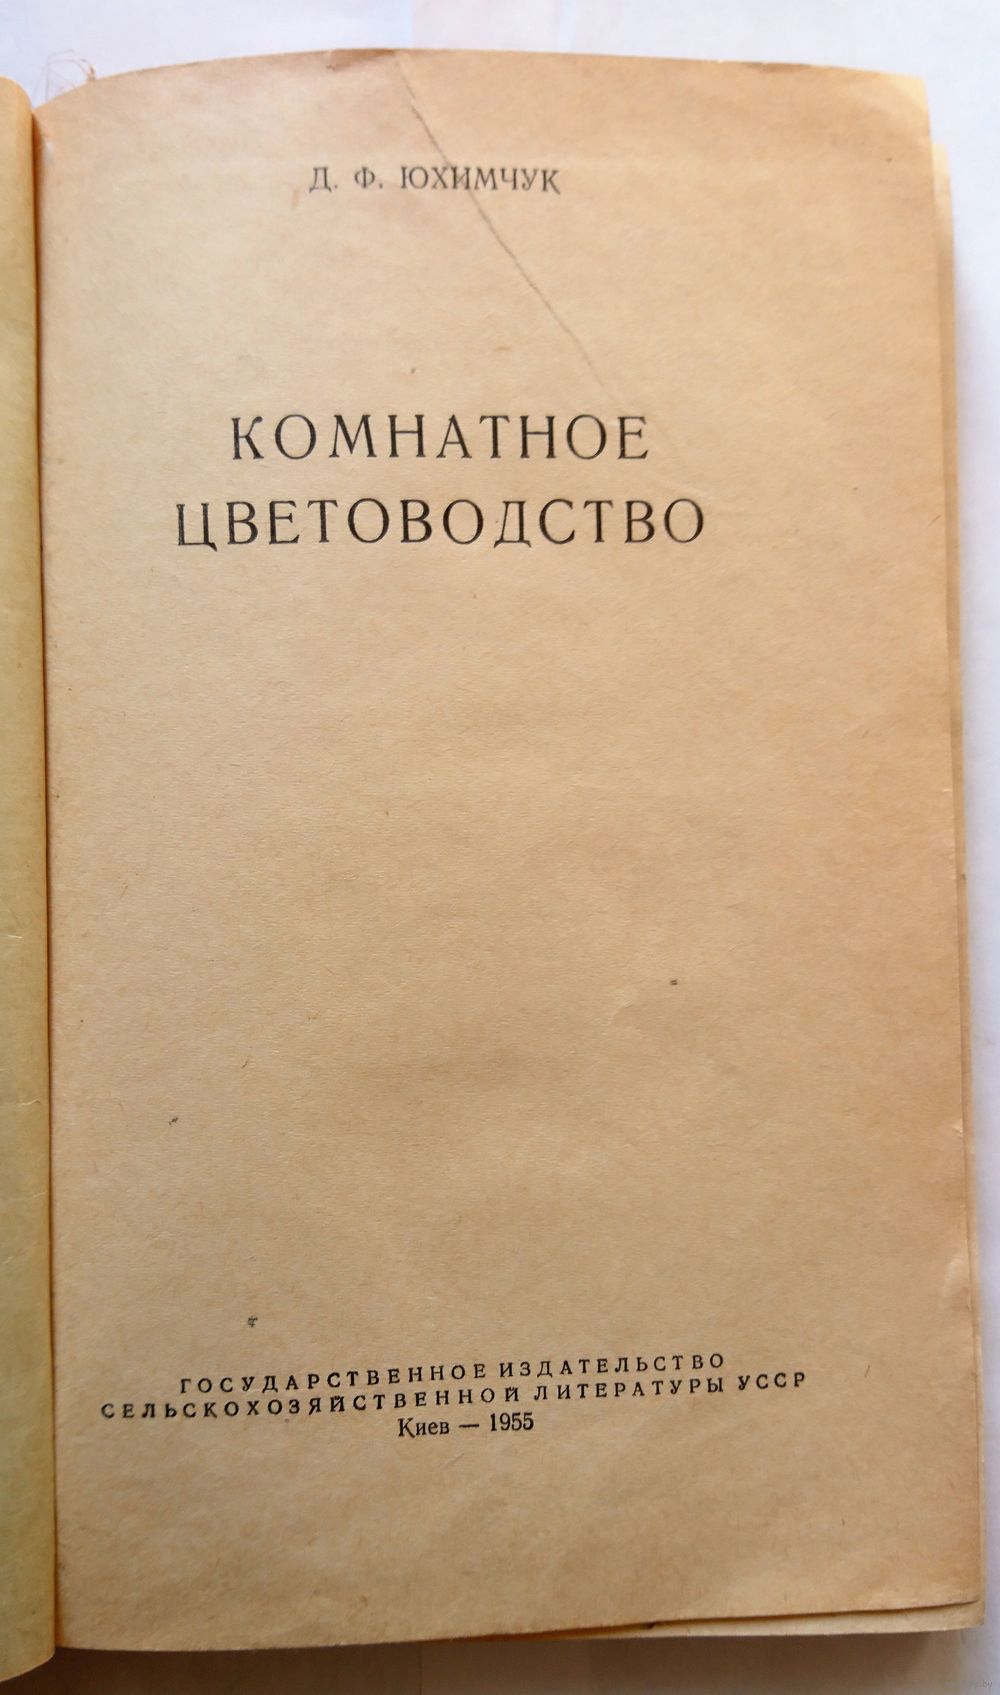 Д. Ф. ЮХИМЧУК
КОМНАТНОЕ
ЦВЕТОВОДСТВО
ГОСУДАРСТВЕННОЕ ИЗДАТЕЛЬСТВО
СЕЛЬСКОХОЗЯЙСТВЕННОЙ ЛИТЕРАТУРЫ УССР
Киев — 1955